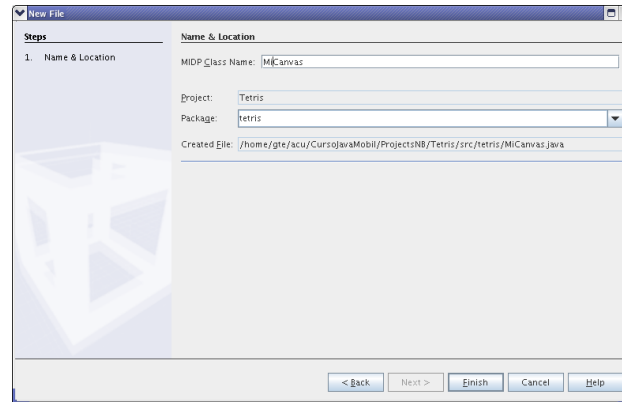 New File
Steps
1. Name & Location
Name & Location
MIDP Class Name: MiCanvas
Project: Tetris
Package: tetris
Created File: /home/gte/acu/CursoJavaMobil/ProjectsNB/Tetris/src/tetris/MiCanvas.java
< Back Next > Finish Cancel Help